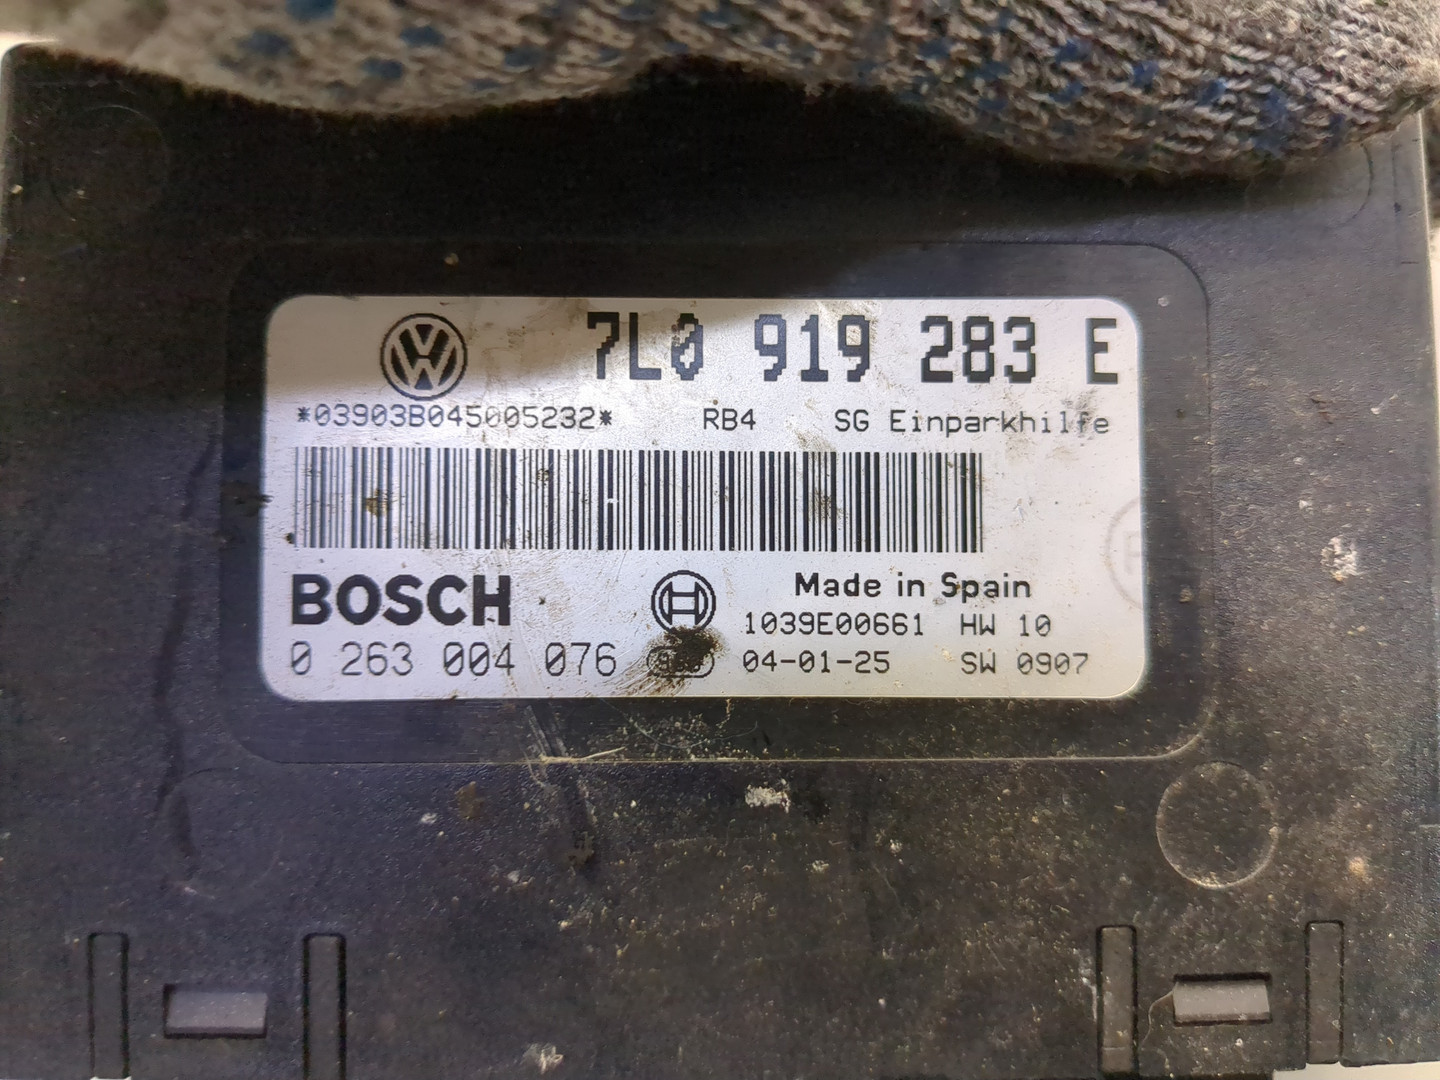 7L0 919 283 E
*03903B045005232* RB4 SG Einparkhilfe
BOSCH
Made in Spain
1039E00661 HW 10
0 263 004 076 04-01-25 SW 0907